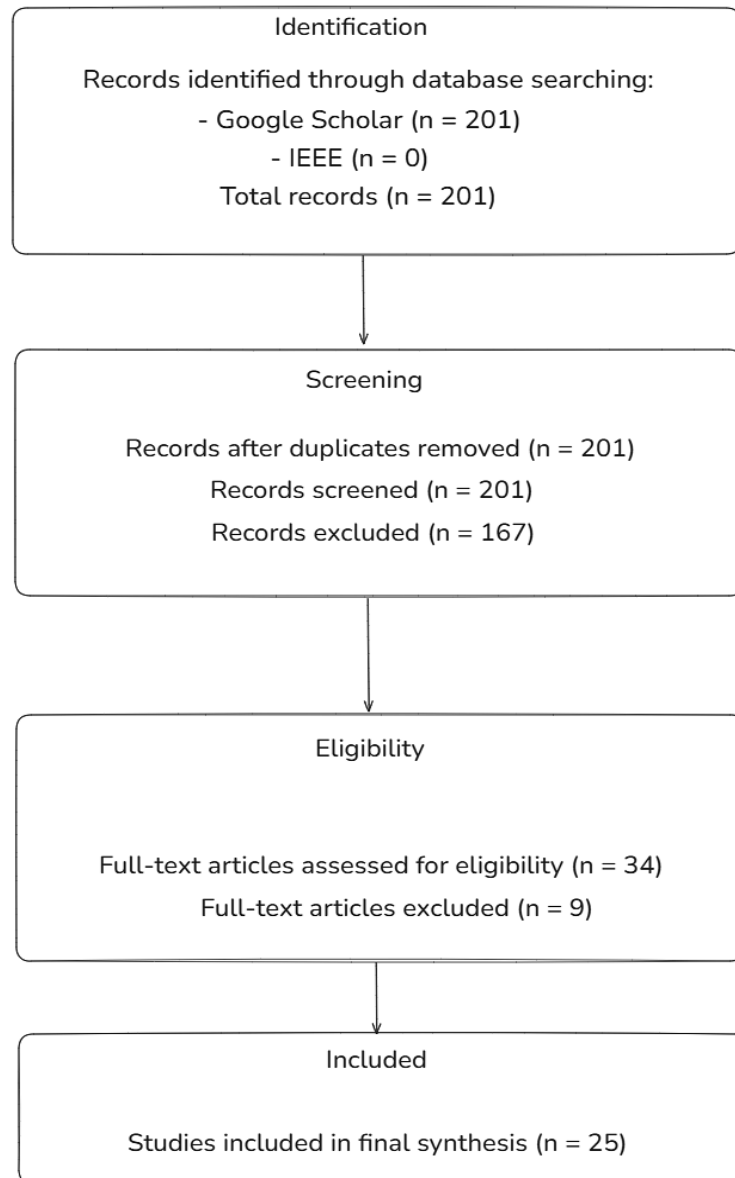 Identification
Records identified through database searching:
- Google Scholar (n = 201)
- IEEE (n = 0)
Total records (n = 201)
Screening
Records after duplicates removed (n = 201)
Records screened (n = 201)
Records excluded (n = 167)
Eligibility
Full-text articles assessed for eligibility (n = 34)
Full-text articles excluded (n = 9)
Included
Studies included in final synthesis (n = 25)